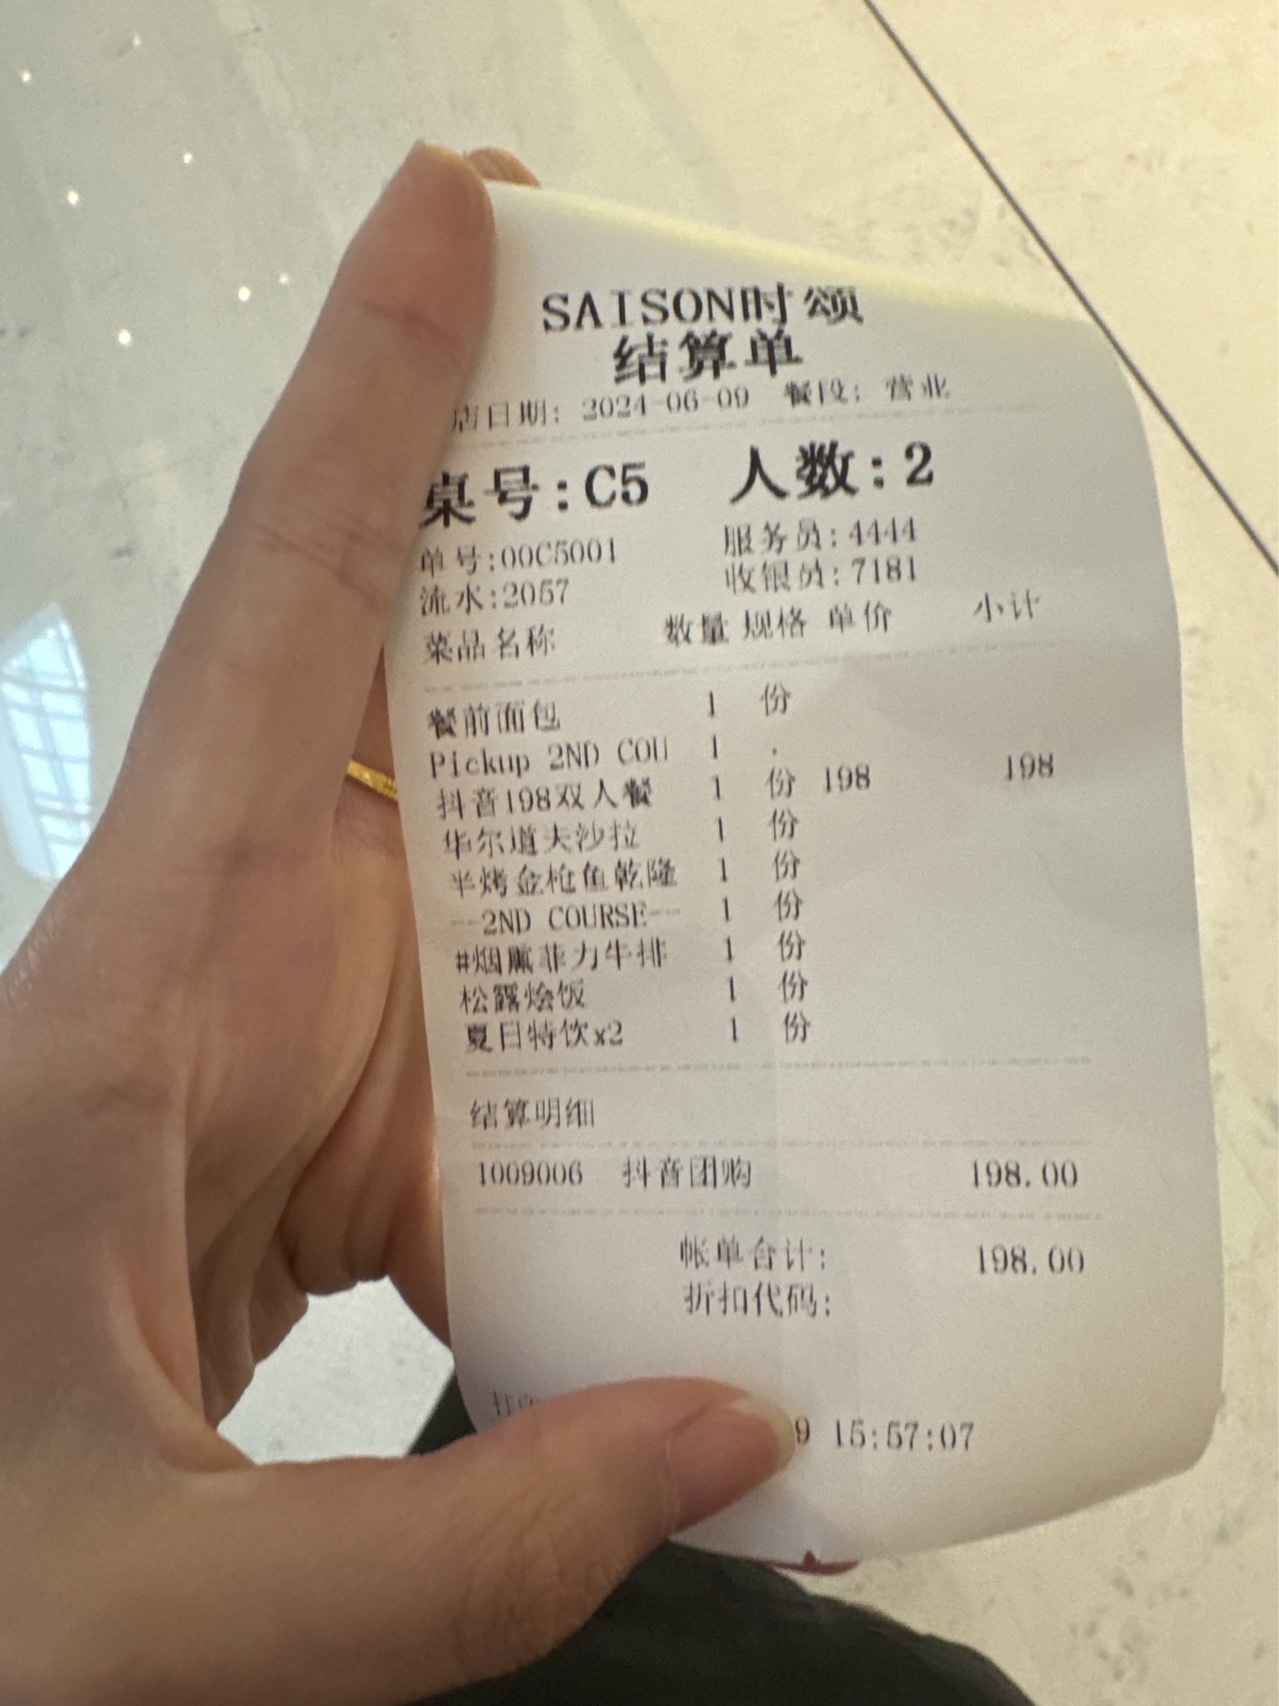 SAISON时颂
结算单
店日期: 2024-06-09 餐段: 营业
桌号:C5 人数:2
单号:00C5001 服务员:4444
流水:2057 收银员:7181
菜品名称 数量 规格 单价 小计
餐前面包 1 份
Pickup 2ND COU 1 .
抖音198双人餐 1 份 198 198
华尔道夫沙拉 1 份
半烤金枪鱼乾隆 1 份
--2ND COURSE-- 1 份
#烟熏菲力牛排 1 份
松露烩饭 1 份
夏日特饮x2 1 份
结算明细
1009006 抖音团购 198.00
帐单合计: 198.00
折扣代码:
9 15:57:07